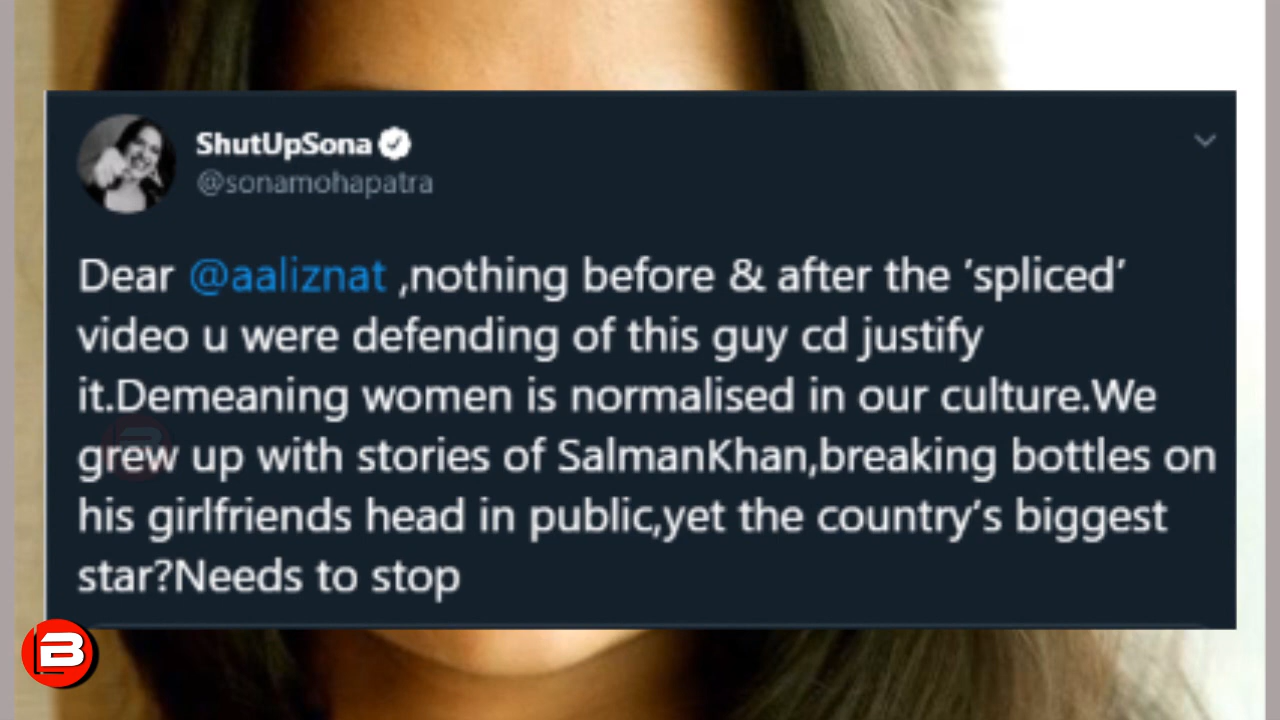 ShutUpSona
@sonamohapatra
Dear @aaliznat ,nothing before & after the ‘spliced’
video u were defending of this guy cd justify
it.Demeaning women is normalised in our culture.We
grew up with stories of SalmanKhan,breaking bottles on
his girlfriends head in public,yet the country’s biggest
star?Needs to stop
B